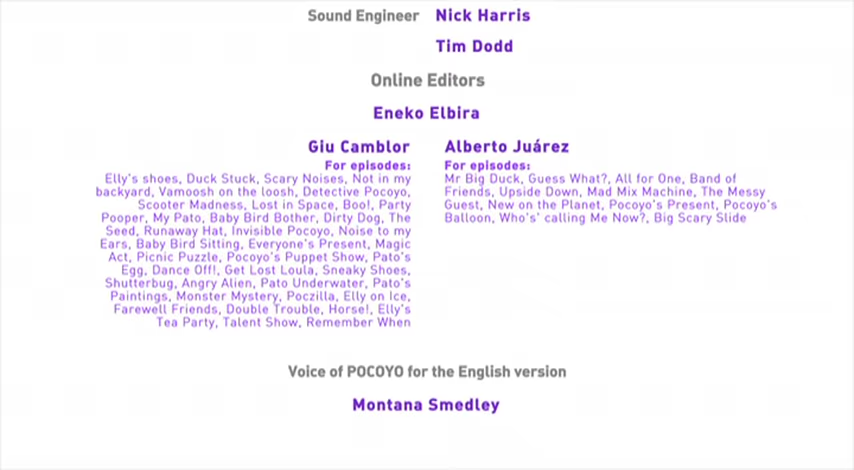 Sound Engineer Nick Harris
Tim Dodd
Online Editors
Eneko Elbira
Giu Camblor
For episodes:
Elly's shoes, Duck Stuck, Scary Noises, Not in my
backyard, Vamoosh on the loosh, Detective Pocoyo,
Scooter Madness, Lost in Space, Boo!, Party
Pooper, My Pato, Baby Bird Bother, Dirty Dog, The
Seed, Runaway Hat, Invisible Pocoyo, Noise to my
Ears, Baby Bird Sitting, Everyone's Present, Magic
Act, Picnic Puzzle, Pocoyo's Puppet Show, Pato's
Egg, Dance Off!, Get Lost Loula, Sneaky Shoes,
Shutterbug, Angry Alien, Pato Underwater, Pato's
Paintings, Monster Mystery, Poczilla, Elly on Ice,
Farewell Friends, Double Trouble, Horse!, Elly's
Tea Party, Talent Show, Remember When
Alberto Juárez
For episodes:
Mr Big Duck, Guess What?, All for One, Band of
Friends, Upside Down, Mad Mix Machine, The Messy
Guest, New on the Planet, Pocoyo's Present, Pocoyo's
Balloon, Who's' calling Me Now?, Big Scary Slide
Voice of POCOYO for the English version
Montana Smedley